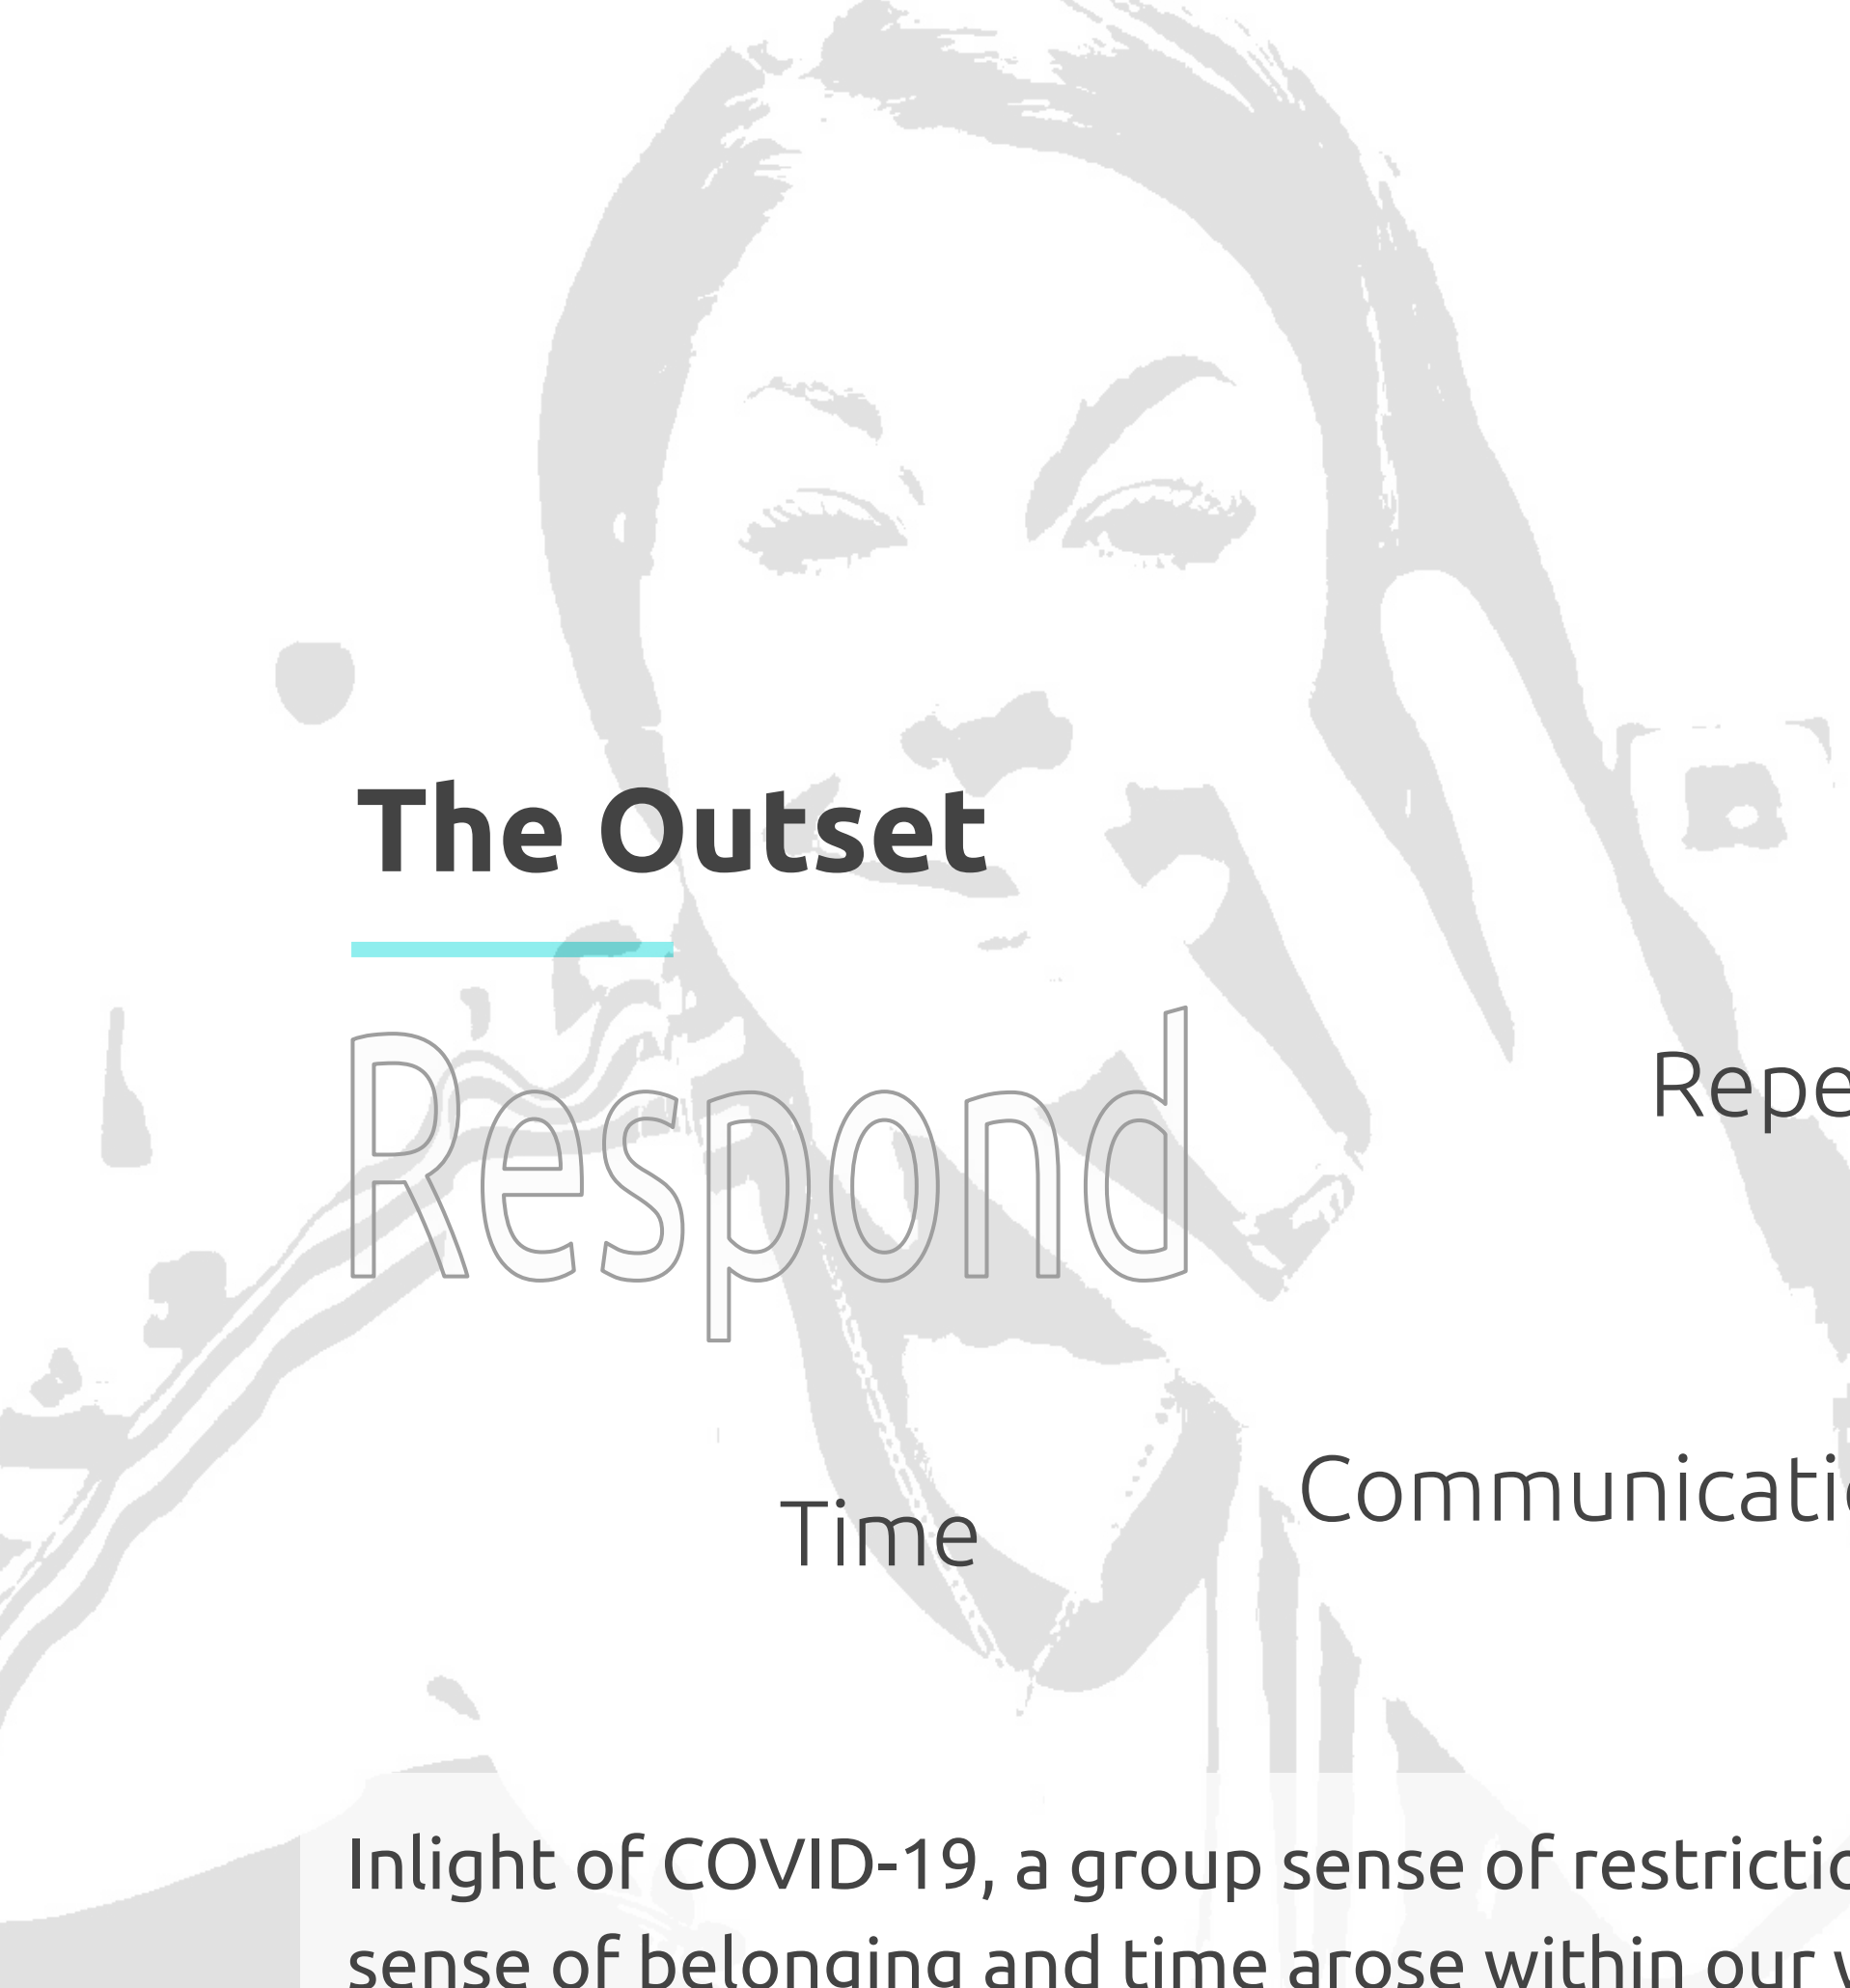 The Outset
Respond
Repe
Communicatio
Time
Inlight of COVID-19, a group sense of restrictio
sense of belonging and time arose within our